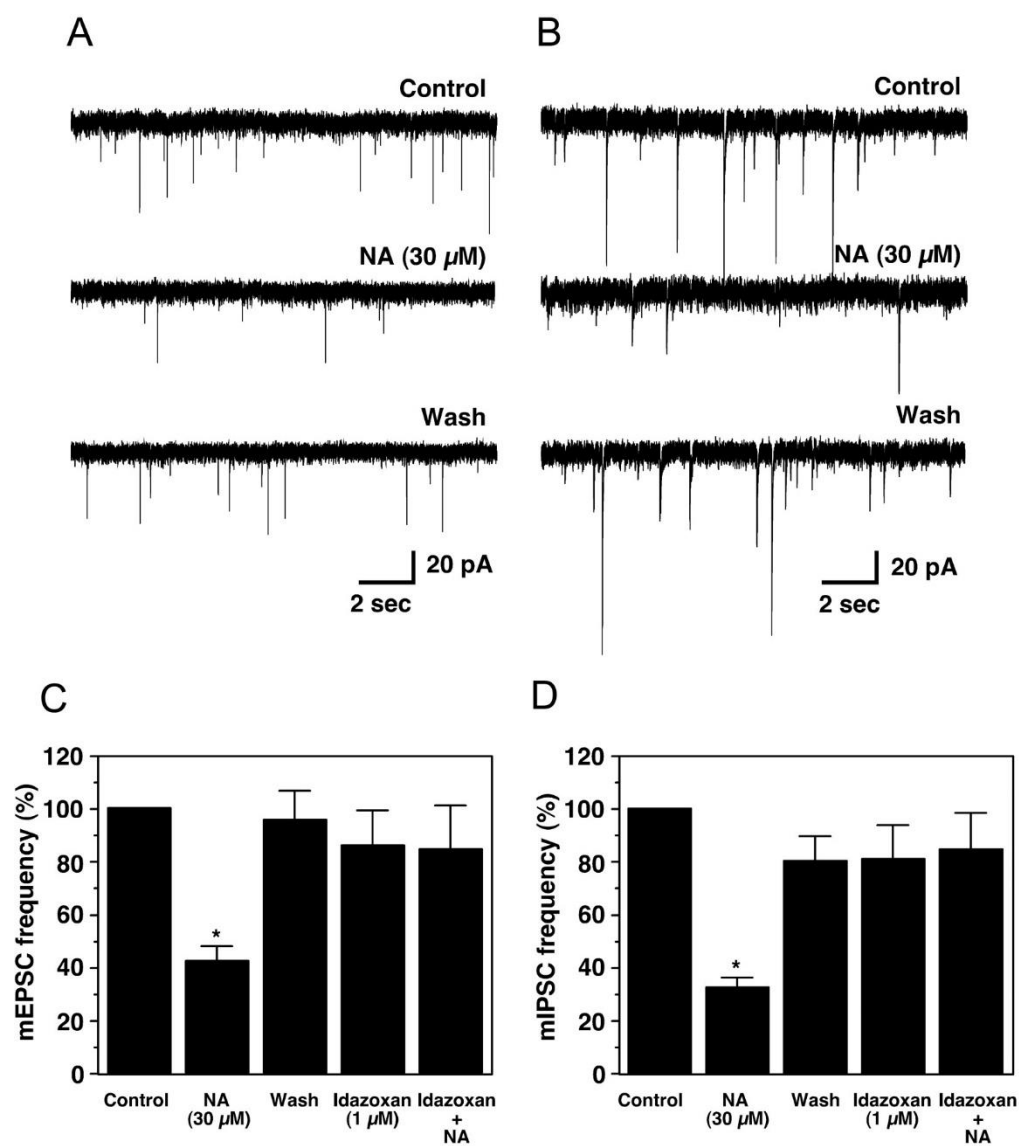 A
B
Control
Control
NA (30 µM)
NA (30 µM)
Wash
Wash
20 pA
2 sec
20 pA
2 sec
C
D
mEPSC frequency (%)
120
100
80
60
40
20
0
*
Control
NA
(30 µM)
Wash
Idazoxan
(1 µM)
Idazoxan
+
NA
mIPSC frequency (%)
120
100
80
60
40
20
0
*
Control
NA
(30 µM)
Wash
Idazoxan
(1 µM)
Idazoxan
+
NA